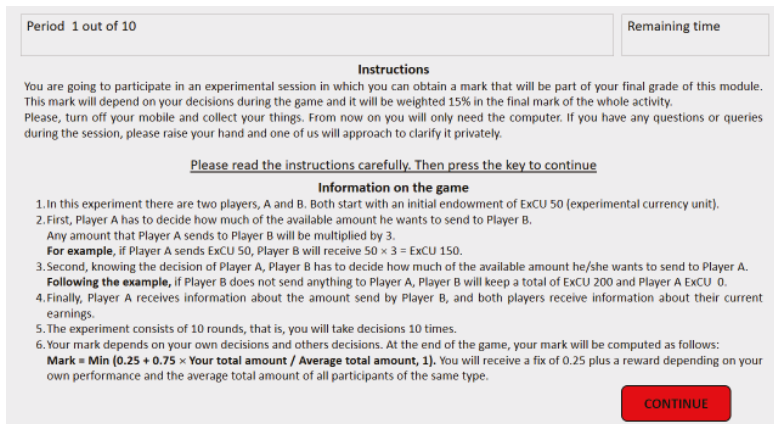 Period 1 out of 10
Remaining time
Instructions
You are going to participate in an experimental session in which you can obtain a mark that will be part of your final grade of this module.
This mark will depend on your decisions during the game and it will be weighted 15% in the final mark of the whole activity.
Please, turn off your mobile and collect your things. From now on you will only need the computer. If you have any questions or queries
during the session, please raise your hand and one of us will approach to clarify it privately.
Please read the instructions carefully. Then press the key to continue
Information on the game
1. In this experiment there are two players, A and B. Both start with an initial endowment of ExCU 50 (experimental currency unit).
2. First, Player A has to decide how much of the available amount he wants to send to Player B.
Any amount that Player A sends to Player B will be multiplied by 3.
For example, if Player A sends ExCU 50, Player B will receive 50 × 3 = ExCU 150.
3. Second, knowing the decision of Player A, Player B has to decide how much of the available amount he/she wants to send to Player A.
Following the example, if Player B does not send anything to Player A, Player B will keep a total of ExCU 200 and Player A ExCU 0.
4. Finally, Player A receives information about the amount send by Player B, and both players receive information about their current
earnings.
5. The experiment consists of 10 rounds, that is, you will take decisions 10 times.
6. Your mark depends on your own decisions and others decisions. At the end of the game, your mark will be computed as follows:
Mark = Min (0.25 + 0.75 × Your total amount / Average total amount, 1). You will receive a fix of 0.25 plus a reward depending on your
own performance and the average total amount of all participants of the same type.
CONTINUE